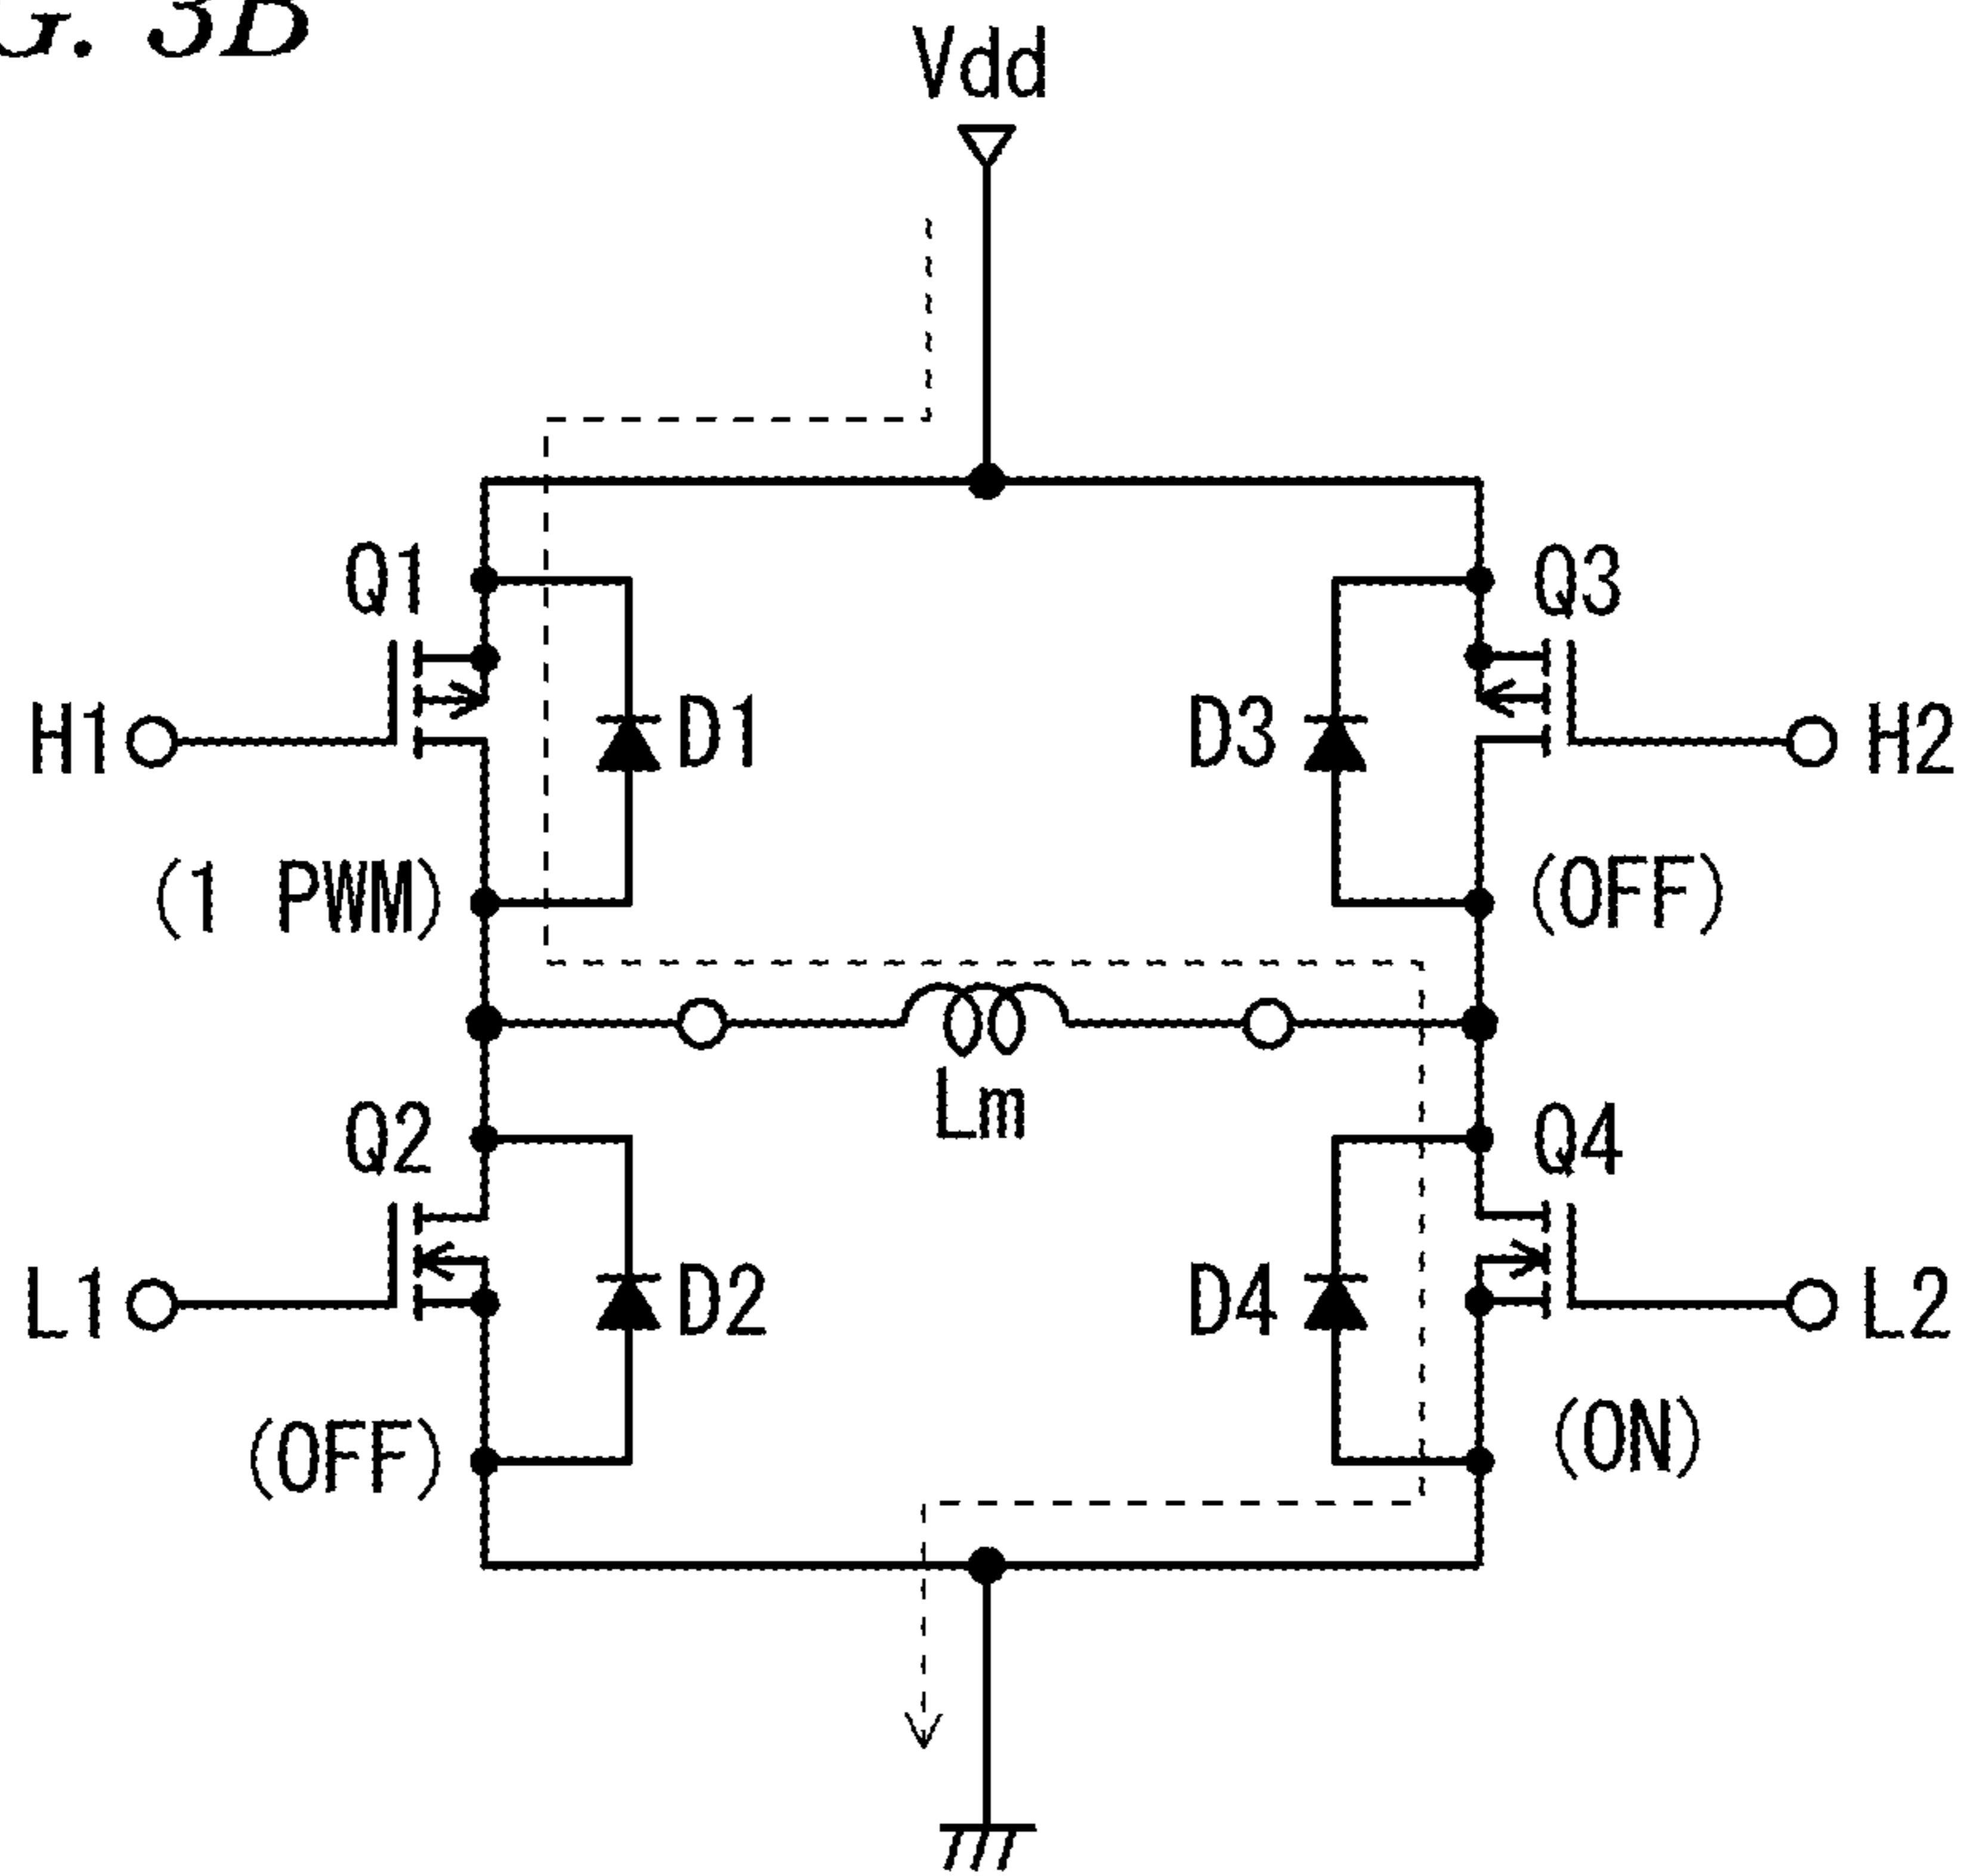 3B
Vdd
Q1
Q3
H1
D1
D3
H2
(1 PWM)
(OFF)
Lm
Q2
Q4
L1
D2
D4
L2
(OFF)
(ON)